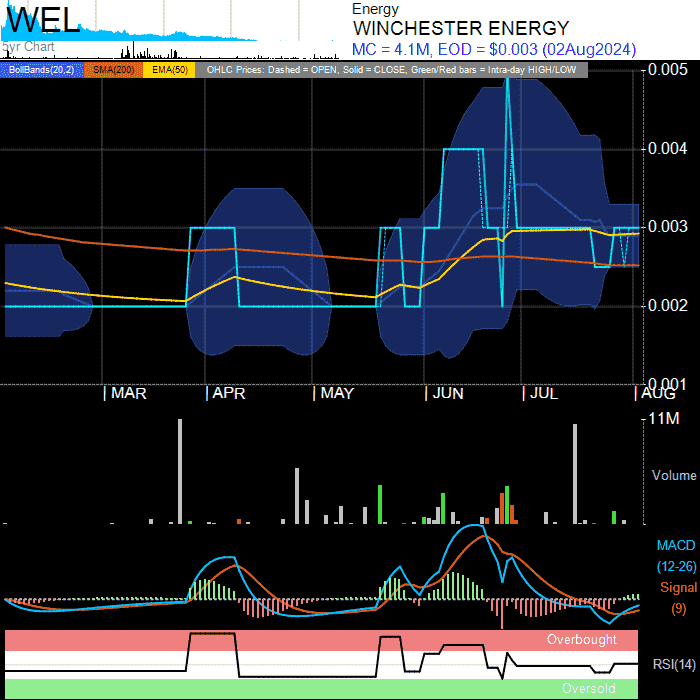 WEL
5yr Chart
Energy
WINCHESTER ENERGY
MC = 4.1M, EOD = $0.003 (02Aug2024)
BollBands(20,2) SMA(200) EMA(50) OHLC Prices: Dashed = OPEN, Solid = CLOSE, Green/Red bars = Intra-day HIGH/LOW
0.005
0.004
0.003
0.002
0.001
MAR APR MAY JUN JUL AUG
11M
Volume
MACD
(12-26)
Signal
(9)
Overbought
RSI(14)
Oversold